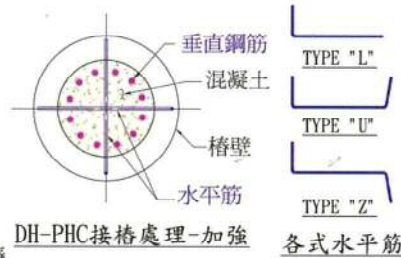 垂直鋼筋
混凝土
樁壁
水平筋
DH-PHC接樁處理-加強
TYPE "L"
TYPE "U"
TYPE "Z"
各式水平筋